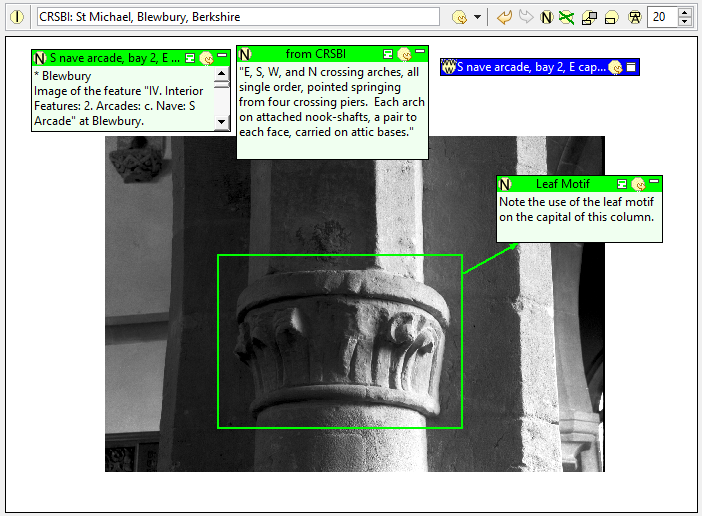 CRSBI: St Michael, Blewbury, Berkshire
20
N S nave arcade, bay 2, E ...
* Blewbury
Image of the feature "IV. Interior
Features: 2. Arcades: c. Nave: S
Arcade" at Blewbury.
N from CRSBI
"E, S, W, and N crossing arches, all
single order, pointed springing
from four crossing piers.  Each arch
on attached nook-shafts, a pair to
each face, carried on attic bases."
S nave arcade, bay 2, E cap...
N Leaf Motif
Note the use of the leaf motif
on the capital of this column.